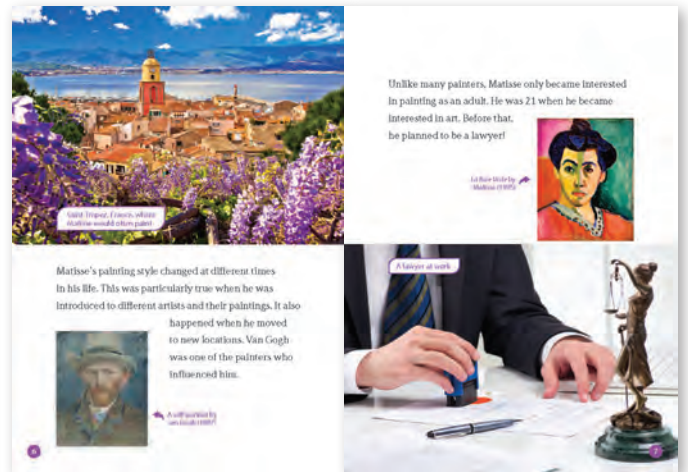 Saint Tropez, France, where
Matisse would often paint
Matisse's painting style changed at different times
in his life. This was particularly true when he was
introduced to different artists and their paintings. It also
happened when he moved
to new locations. Van Gogh
was one of the painters who
influenced him.
A self-portrait by
van Gogh (1887)
6
Unlike many painters, Matisse only became interested
in painting as an adult. He was 21 when he became
interested in art. Before that,
he planned to be a lawyer!
La Raie Verte by
Matisse (1905)
A lawyer at work
7